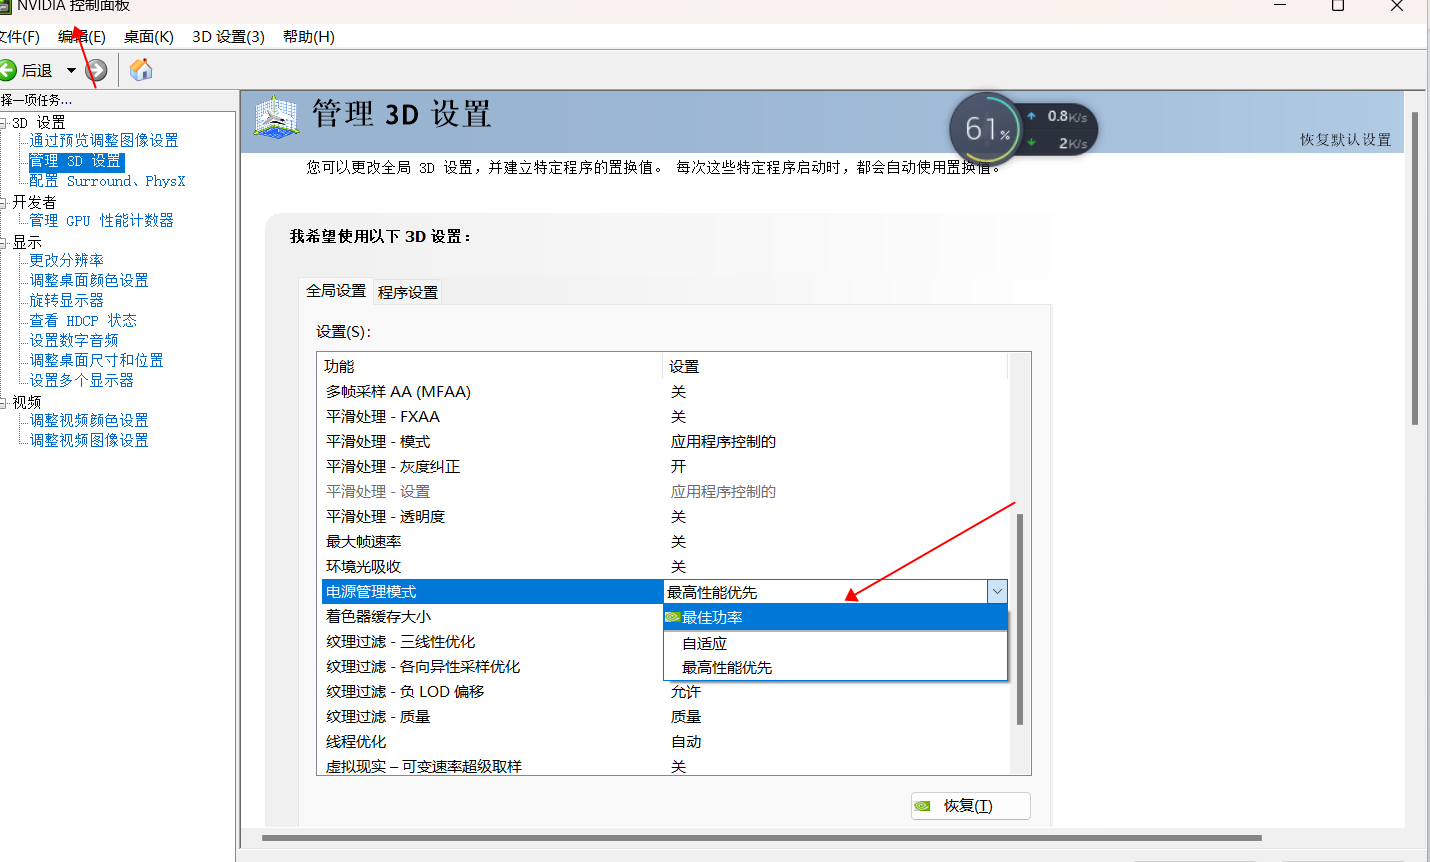 NVIDIA 控制面板
文件(F) 编辑(E) 桌面(K) 3D 设置(3) 帮助(H)
后退
择一项任务...
3D 设置
通过预览调整图像设置
管理 3D 设置
配置 Surround、PhysX
开发者
管理 GPU 性能计数器
显示
更改分辨率
调整桌面颜色设置
旋转显示器
查看 HDCP 状态
设置数字音频
调整桌面尺寸和位置
设置多个显示器
视频
调整视频颜色设置
调整视频图像设置
管理 3D 设置
61%
0.8K/s
2K/s
恢复默认设置
您可以更改全局 3D 设置，并建立特定程序的置换值。 每次这些特定程序启动时，都会自动使用置换值。
我希望使用以下 3D 设置：
全局设置 程序设置
设置(S):
功能 设置
多帧采样 AA (MFAA) 关
平滑处理 - FXAA 关
平滑处理 - 模式 应用程序控制的
平滑处理 - 灰度纠正 开
平滑处理 - 设置 应用程序控制的
平滑处理 - 透明度 关
最大帧速率 关
环境光吸收 关
电源管理模式 最高性能优先
着色器缓存大小 最佳功率
纹理过滤 - 三线性优化 自适应
纹理过滤 - 各向异性采样优化 最高性能优先
纹理过滤 - 负 LOD 偏移 允许
纹理过滤 - 质量 质量
线程优化 自动
虚拟现实 – 可变速率超级取样 关
恢复(T)